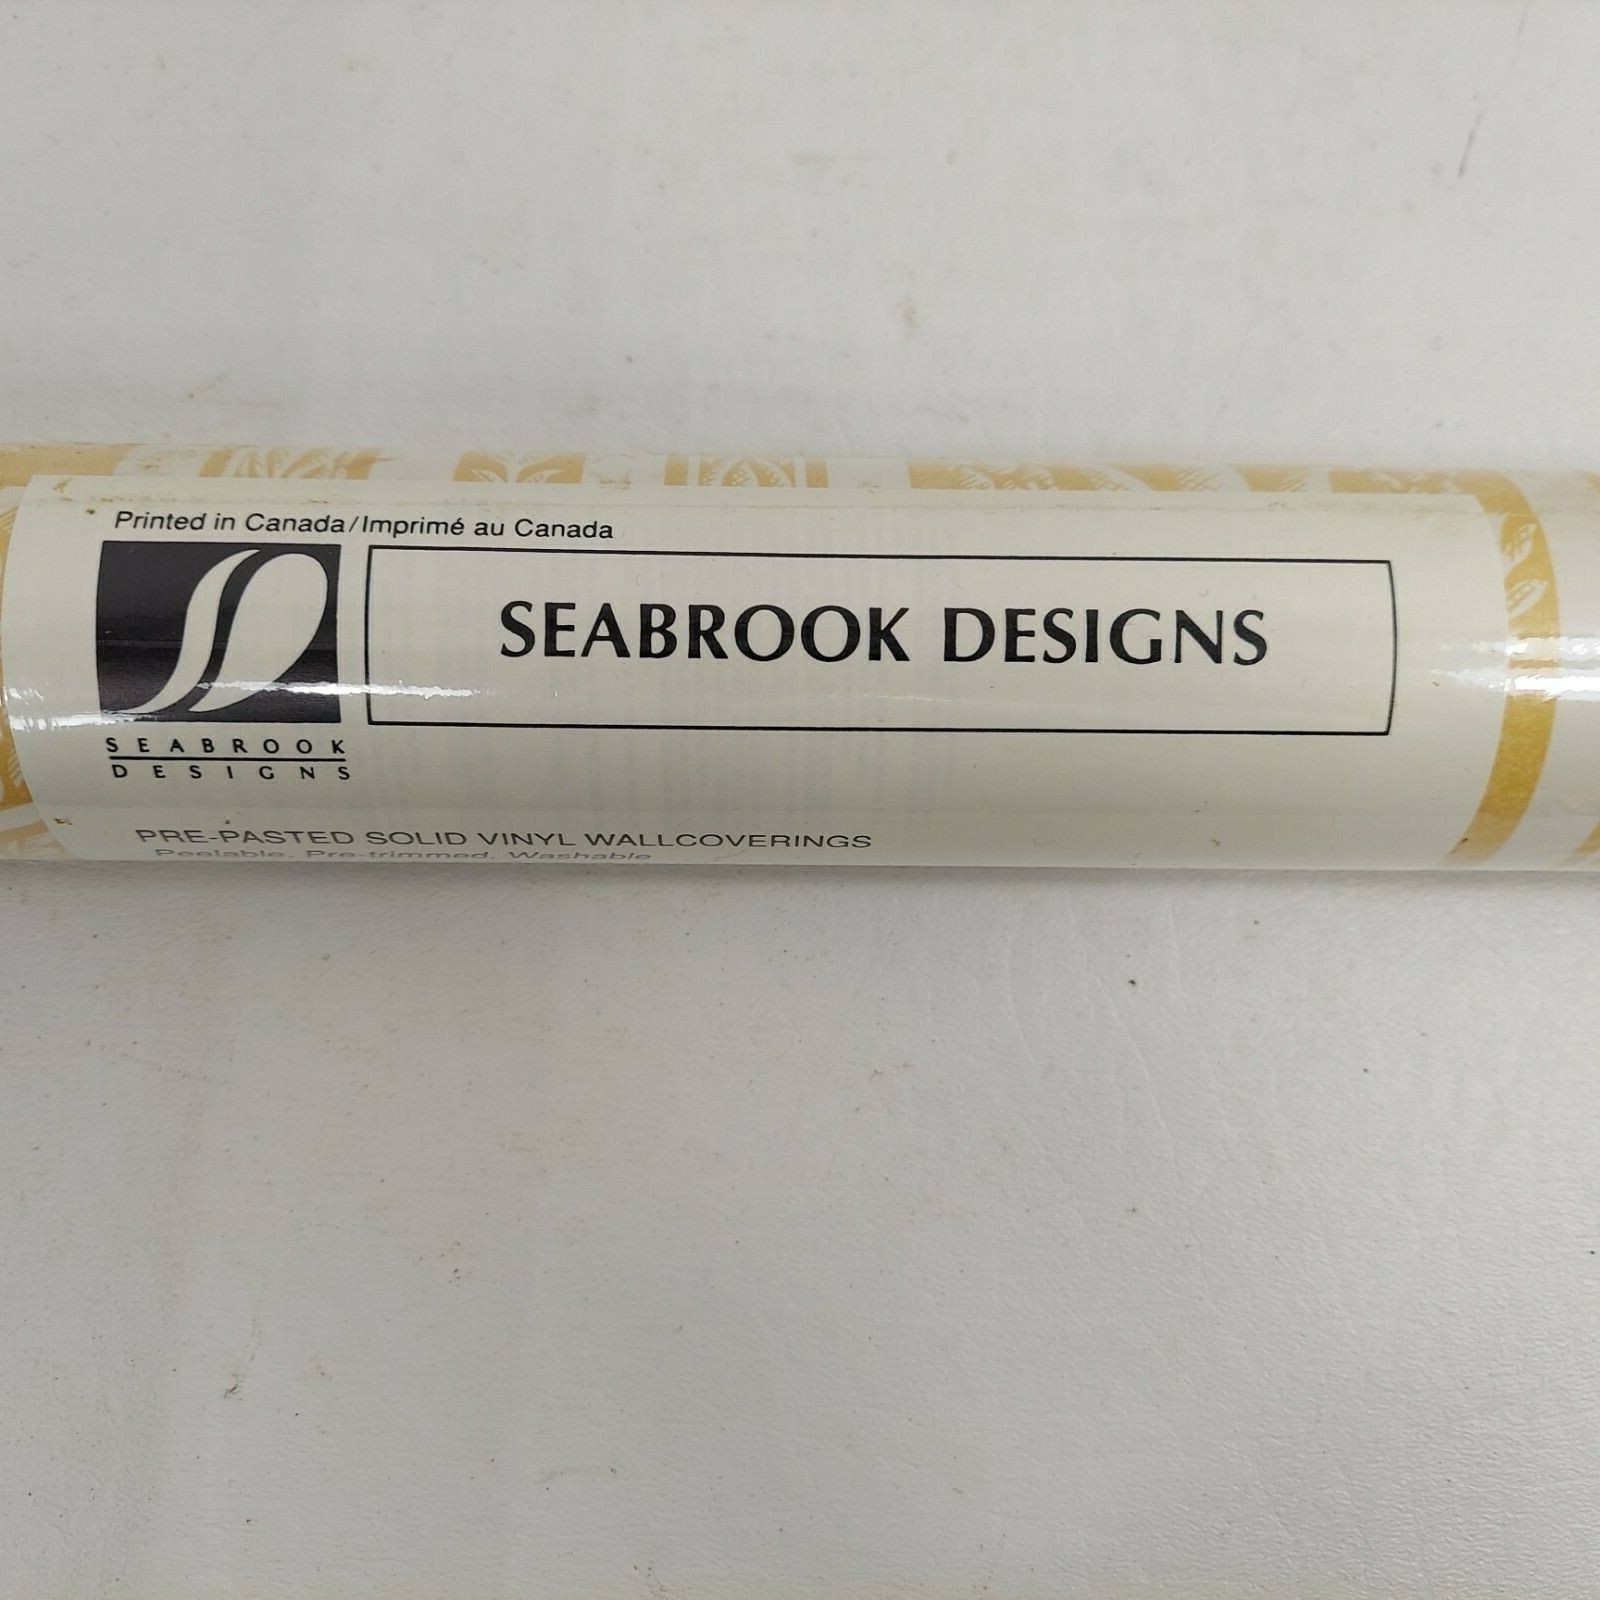 Printed in Canada/Imprimé au Canada
SEABROOK DESIGNS
SEABROOK
DESIGNS
PRE-PASTED SOLID VINYL WALLCOVERINGS
Peelable, Pre-trimmed, Washable